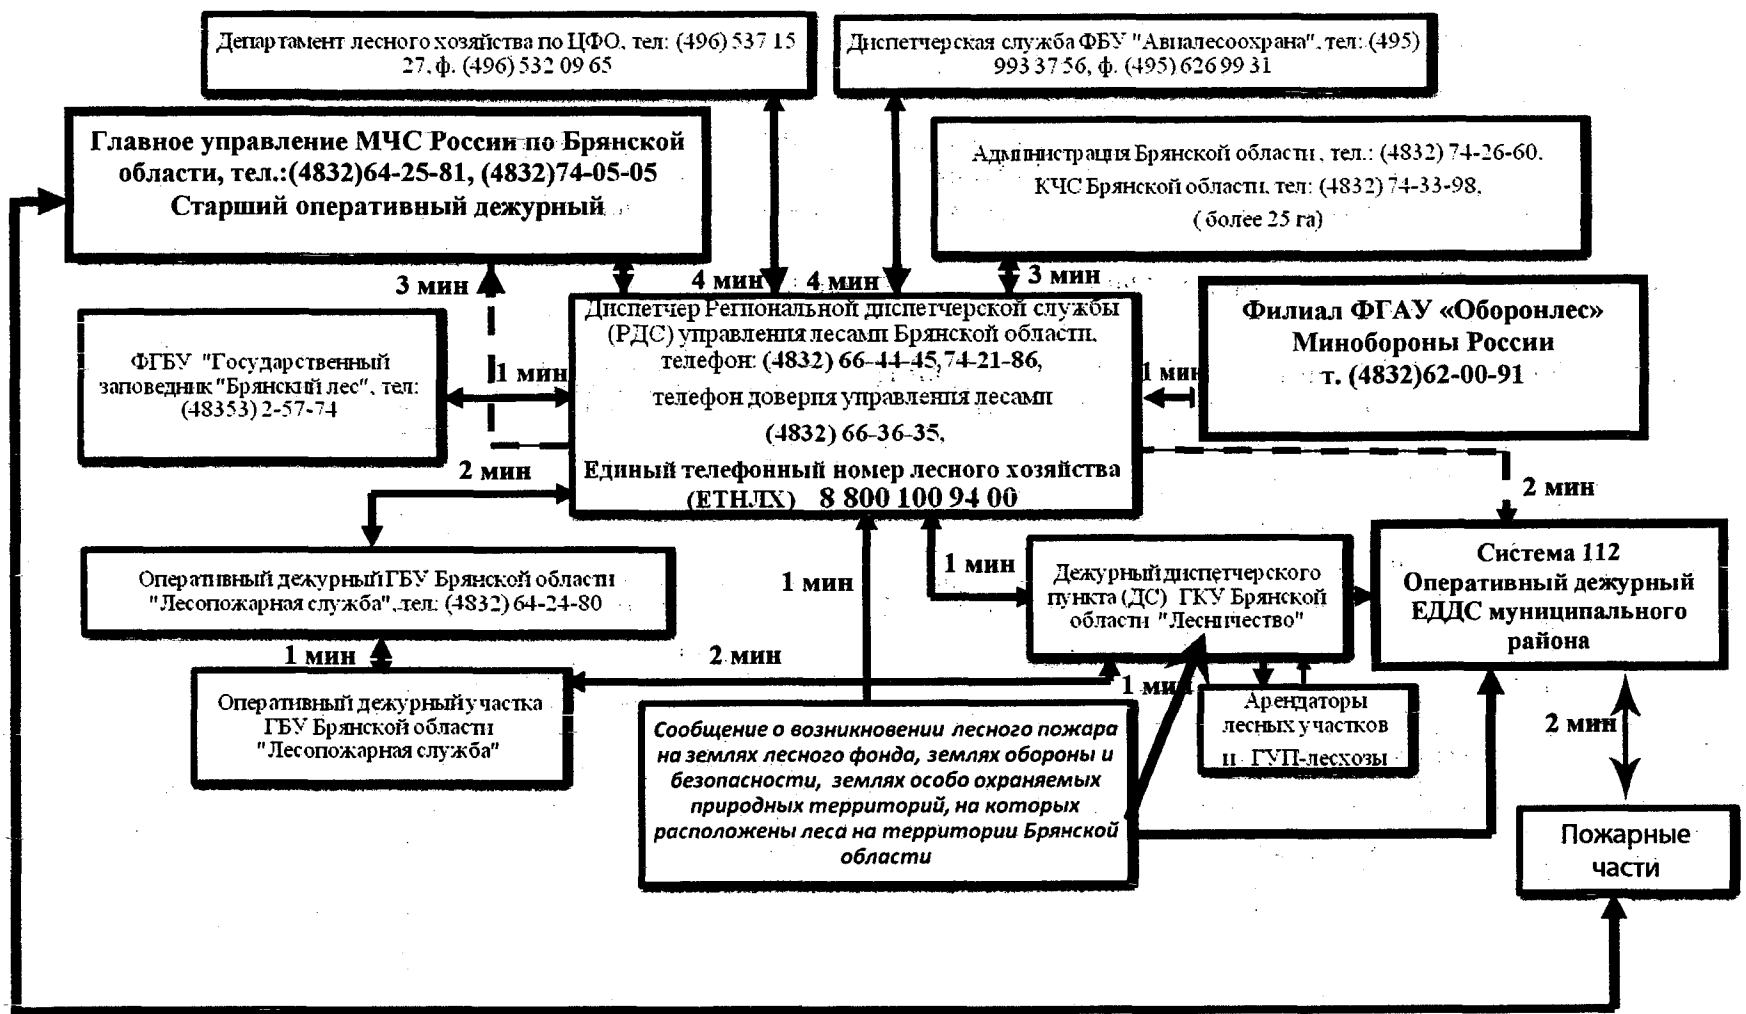 Департамент лесного хозяйства по ЦФО, тел: (496) 537 15
27, ф. (496) 532 09 65
Диспетчерская служба ФБУ "Авиалесоохрана", тел: (495)
993 37 56, ф. (495) 626 99 31
Главное управление МЧС России по Брянской
области, тел.:(4832)64-25-81, (4832)74-05-05
Старший оперативный дежурный
Администрация Брянской области, тел.: (4832) 74-26-60,
КЧС Брянской области, тел: (4832) 74-33-98,
( более 25 га)
3 мин
4 мин
4 мин
3 мин
Диспетчер Региональной диспетчерской службы
(РДС) управления лесами Брянской области,
телефон: (4832) 66-44-45,74-21-86,
телефон доверия управления лесами
(4832) 66-36-35,
Единый телефонный номер лесного хозяйства
(ЕТНЛХ) 8 800 100 94 00
Филиал ФГАУ «Оборонлес»
Минобороны России
т. (4832)62-00-91
ФГБУ "Государственный
заповедник "Брянский лес", тел:
(48353) 2-57-74
1 мин
1 мин
2 мин
2 мин
Оперативный дежурный ГБУ Брянской области
"Лесопожарная служба", тел: (4832) 64-24-80
1 мин
1 мин
Дежурный диспетчерского
пункта (ДС) ГКУ Брянской
области "Лесничество"
Система 112
Оперативный дежурный
ЕДДС муниципального
района
1 мин
2 мин
1 мин
Оперативный дежурный участка
ГБУ Брянской области
"Лесопожарная служба"
Сообщение о возникновении лесного пожара
на землях лесного фонда, землях обороны и
безопасности, землях особо охраняемых
природных территорий, на которых
расположены леса на территории Брянской
области
Арендаторы
лесных участков
и ГУП-лесхозы
2 мин
Пожарные
части